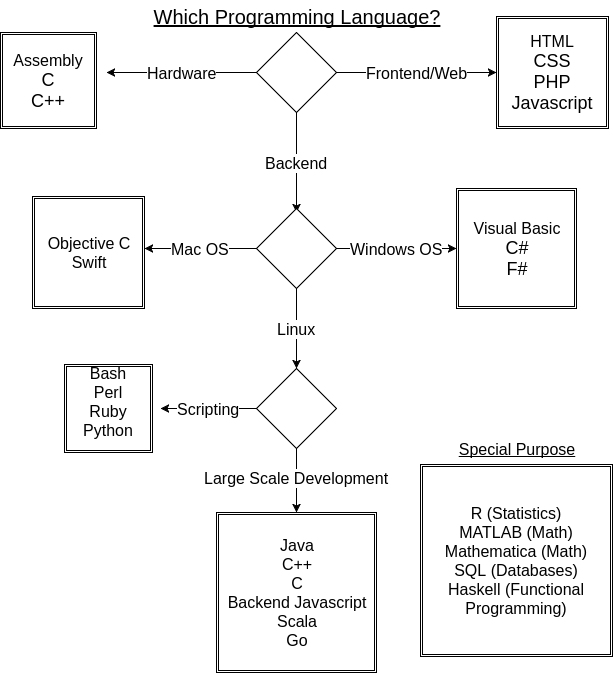 Which Programming Language?
Assembly
C
C++
Hardware
Frontend/Web
HTML
CSS
PHP
Javascript
Backend
Objective C
Swift
Mac OS
Windows OS
Visual Basic
C#
F#
Linux
Bash
Perl
Ruby
Python
Scripting
Large Scale Development
Java
C++
C
Backend Javascript
Scala
Go
Special Purpose
R (Statistics)
MATLAB (Math)
Mathematica (Math)
SQL (Databases)
Haskell (Functional
Programming)